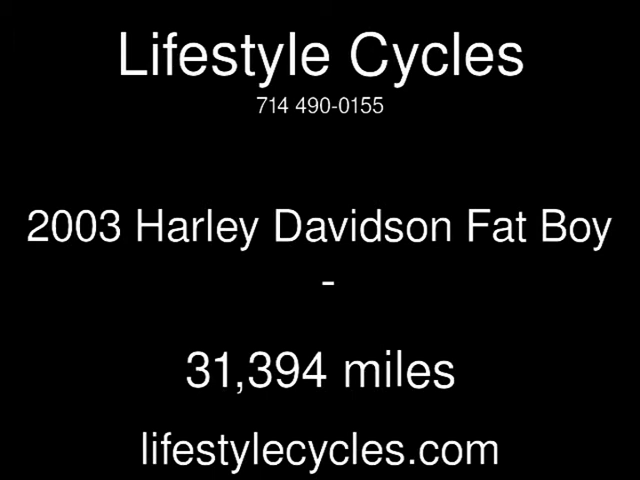 Lifestyle Cycles
714 490-0155
2003 Harley Davidson Fat Boy
-
31,394 miles
lifestylecycles.com